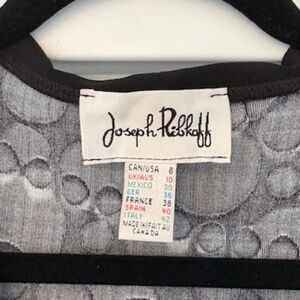 Joseph Ribkoff
CAN/USA 8
UK/AUS 10
MEXICO 30
GER 36
FRANCE 38
SPAIN 40
ITALY 42
MADE IN/FAIT AU
CANADA